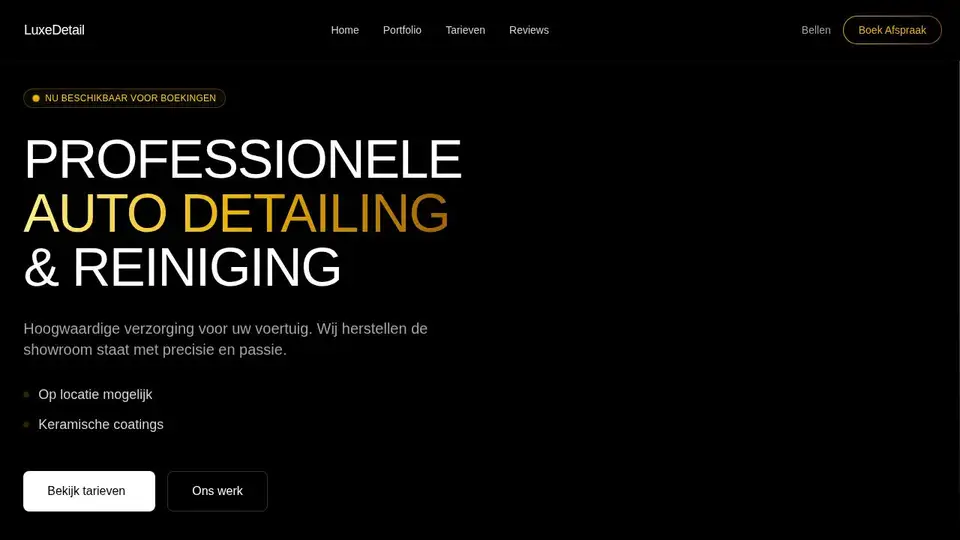 LuxeDetail
Home
Portfolio
Tarieven
Reviews
Bellen
Boek Afspraak
NU BESCHIKBAAR VOOR BOEKINGEN
PROFESSIONELE
AUTO DETAILING
& REINIGING
Hoogwaardige verzorging voor uw voertuig. Wij herstellen de
showroom staat met precisie en passie.
Op locatie mogelijk
Keramische coatings
Bekijk tarieven
Ons werk